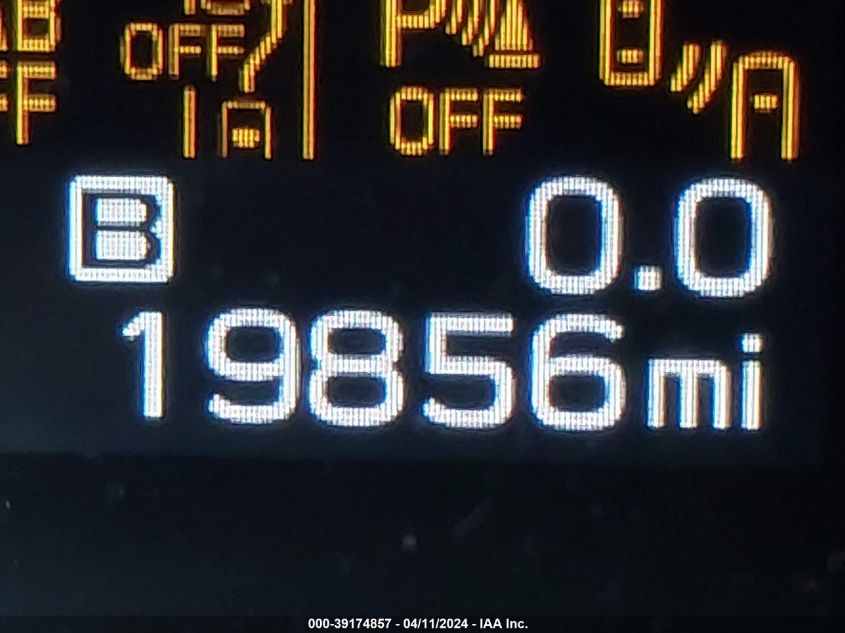 OFF
P
OFF
B 0.0
19856mi
000-39174857 - 04/11/2024 - IAA Inc.